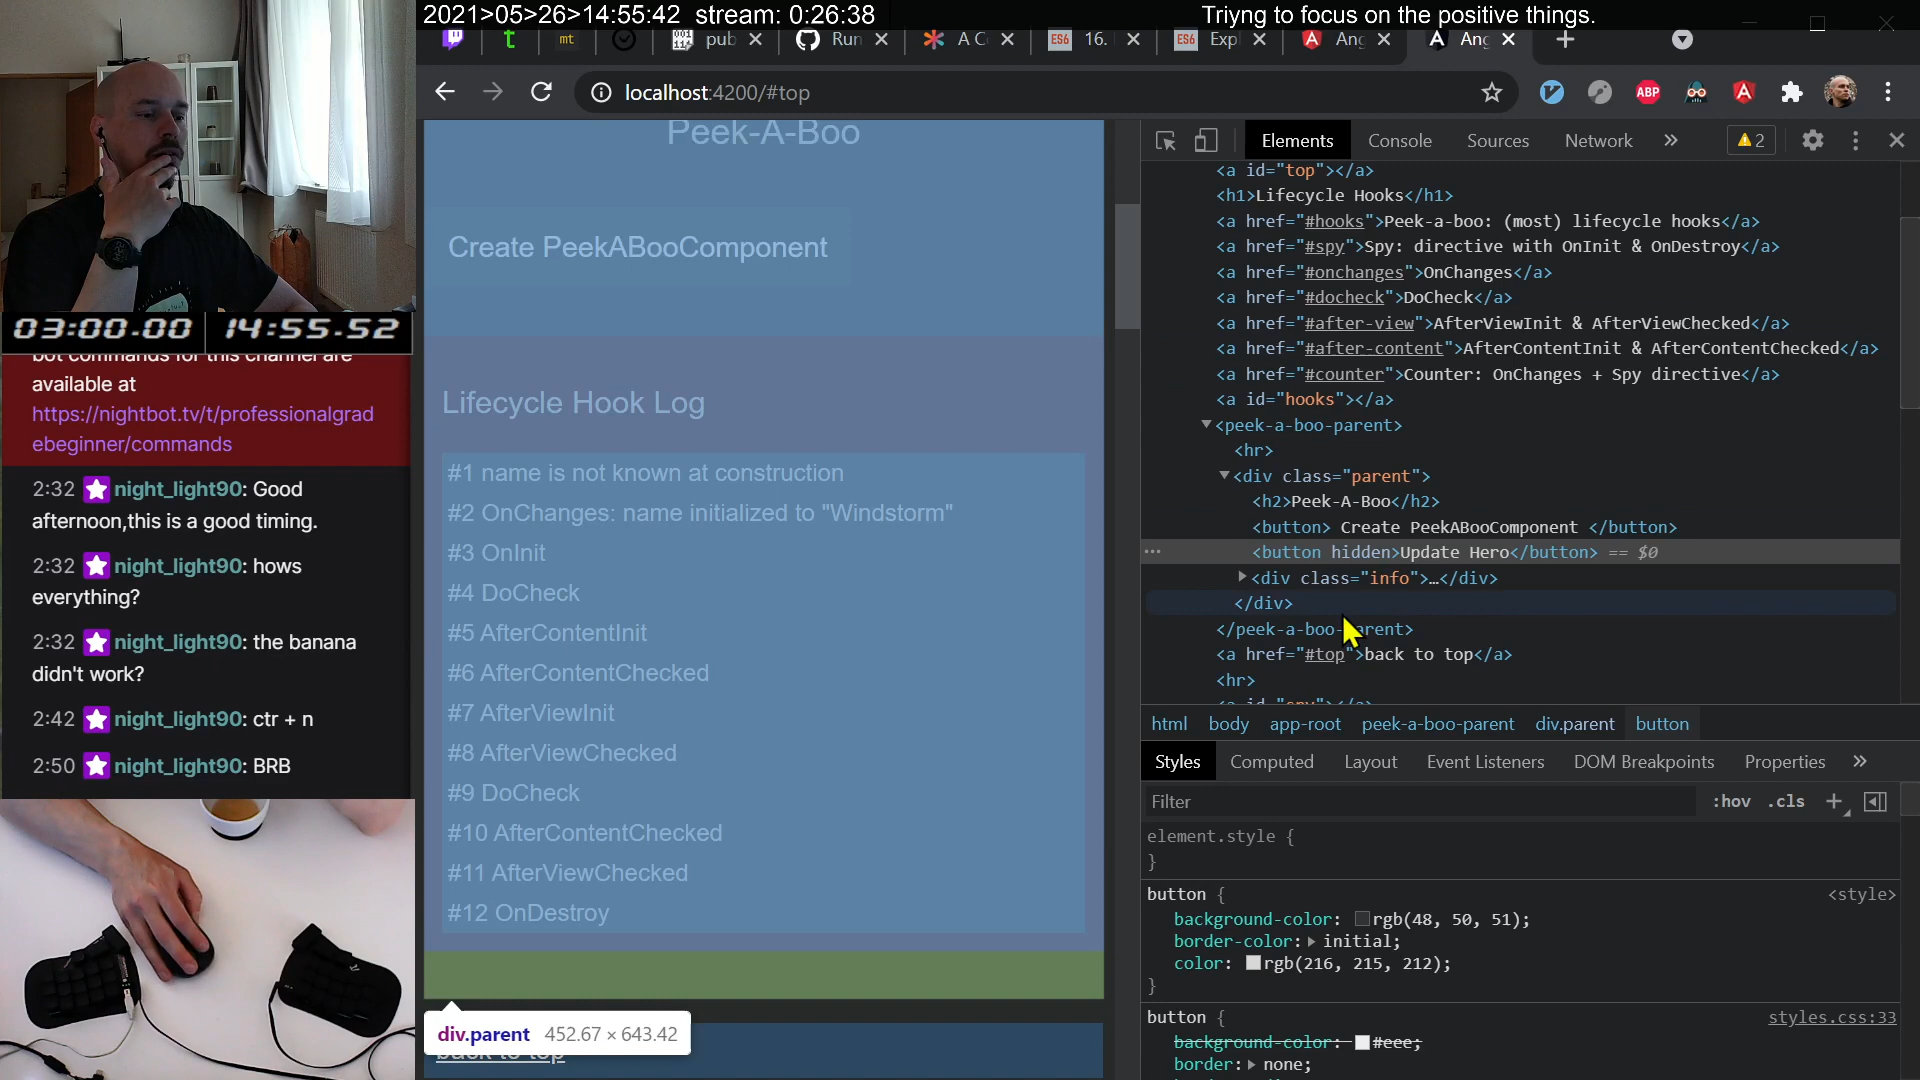 2021>05>26>14:55:42 stream: 0:26:38
Triyng to focus on the positive things.
pub
Run
A C
ES6 16.
ES6 Exp
Ang
Ang
localhost:4200/#top
ABP
Peek-A-Boo
Create PeekABooComponent
Lifecycle Hook Log
#1 name is not known at construction
#2 OnChanges: name initialized to "Windstorm"
#3 OnInit
#4 DoCheck
#5 AfterContentInit
#6 AfterContentChecked
#7 AfterViewInit
#8 AfterViewChecked
#9 DoCheck
#10 AfterContentChecked
#11 AfterViewChecked
#12 OnDestroy
div.parent 452.67 × 643.42
back to top
03:00.00 14:55.52
bot commands for this channel are
available at
https://nightbot.tv/t/professionalgrad
ebeginner/commands
2:32 night_light90: Good
afternoon,this is a good timing.
2:32 night_light90: hows
everything?
2:32 night_light90: the banana
didn't work?
2:42 night_light90: ctr + n
2:50 night_light90: BRB
Elements Console Sources Network » 2
<a id="top"></a>
<h1>Lifecycle Hooks</h1>
<a href="#hooks">Peek-a-boo: (most) lifecycle hooks</a>
<a href="#spy">Spy: directive with OnInit & OnDestroy</a>
<a href="#onchanges">OnChanges</a>
<a href="#docheck">DoCheck</a>
<a href="#after-view">AfterViewInit & AfterViewChecked</a>
<a href="#after-content">AfterContentInit & AfterContentChecked</a>
<a href="#counter">Counter: OnChanges + Spy directive</a>
<a id="hooks"></a>
<peek-a-boo-parent>
<hr>
<div class="parent">
<h2>Peek-A-Boo</h2>
<button> Create PeekABooComponent </button>
<button hidden>Update Hero</button> == $0
<div class="info">…</div>
</div>
</peek-a-boo-parent>
<a href="#top">back to top</a>
<hr>
<a id="spy"></a>
html body app-root peek-a-boo-parent div.parent button
Styles Computed Layout Event Listeners DOM Breakpoints Properties »
Filter :hov .cls +
element.style {
}
button { <style>
background-color: rgb(48, 50, 51);
border-color: initial;
color: rgb(216, 215, 212);
}
button { styles.css:33
background-color: #eee;
border: none;